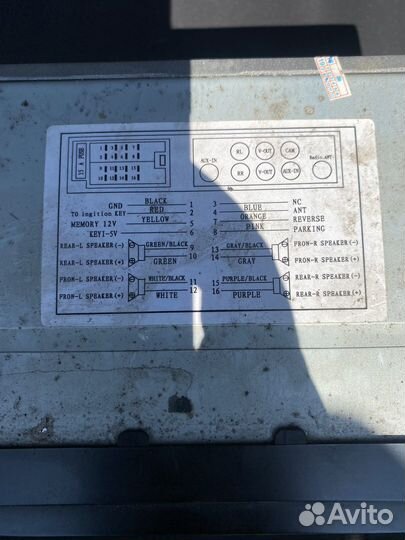 15 A FUSE
AUX-IN
RL V-OUT CAM
RR V-OUT AUX-IN
Radio.ANT
GND BLACK 1
TO ingition KEY RED 2
MEMORY 12V YELLOW 5
KEYI-5V 6
3 NC
4 BLUE ANT
7 ORANGE REVERSE
8 PINK PARKING
REAR-L SPEAKER(-) GREEN/BLACK 9
REAR-L SPEAKER(+) GREEN 10
13 GRAY/BLACK FRON-R SPEAKER(-)
14 GRAY FRON-R SPEAKER(+)
FRON-L SPEAKER(-) WHITE/BLACK 11
FRON-L SPEAKER(+) WHITE 12
15 PURPLE/BLACK REAR-R SPEAKER(-)
16 PURPLE REAR-R SPEAKER(+)
Avito